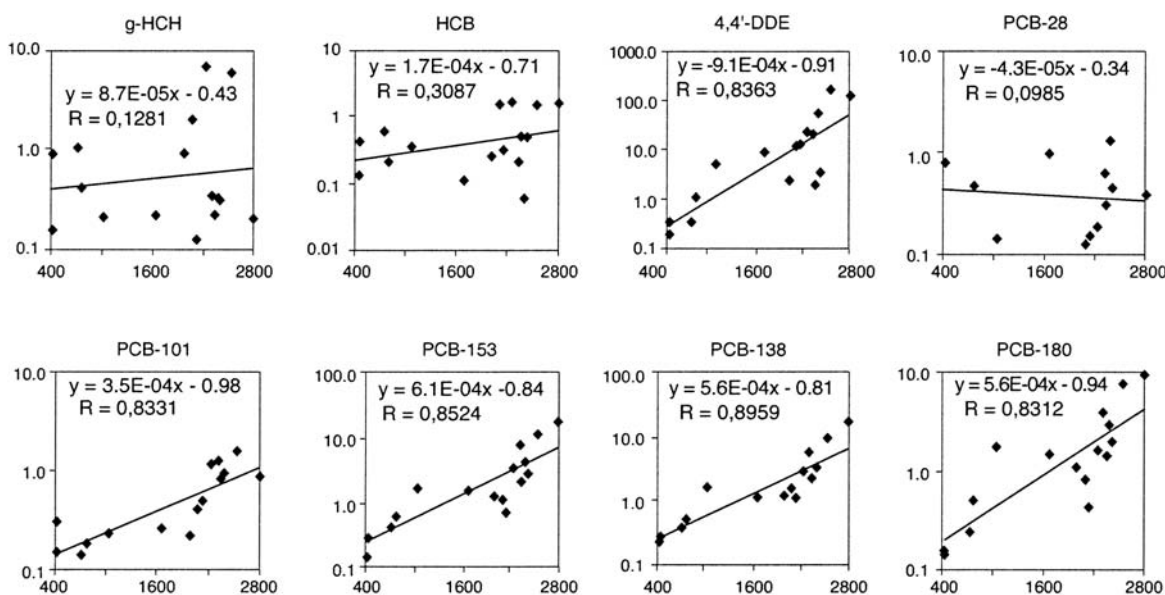 g-HCH
HCB
4,4'-DDE
PCB-28
10.0
1.0
0.1
y = 8.7E-05x - 0.43
R = 0,1281
400
1600
2800
10
1
0.1
0.01
y = 1.7E-04x - 0.71
R = 0,3087
400
1600
2800
1000.0
100.0
10.0
1.0
0.1
y = -9.1E-04x - 0.91
R = 0,8363
400
1600
2800
10.0
1.0
0.1
y = -4.3E-05x - 0.34
R = 0,0985
400
1600
2800
PCB-101
PCB-153
PCB-138
PCB-180
10.0
1.0
0.1
y = 3.5E-04x - 0.98
R = 0,8331
400
1600
2800
100.0
10.0
1.0
0.1
y = 6.1E-04x -0.84
R = 0,8524
400
1600
2800
100.0
10.0
1.0
0.1
y = 5.6E-04x - 0.81
R = 0,8959
400
1600
2800
10.0
1.0
0.1
y = 5.6E-04x - 0.94
R = 0,8312
400
1600
2800